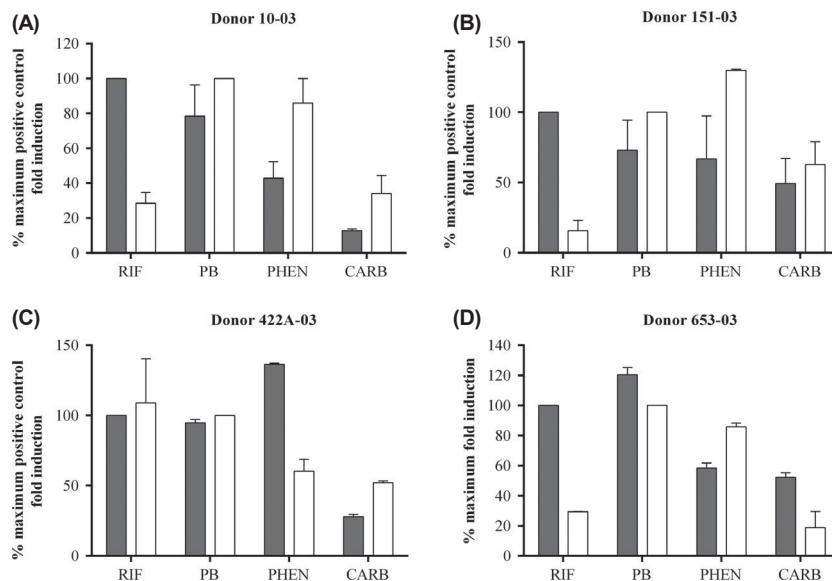 (A)
Donor 10-03
% maximum positive control
fold induction
120
100
80
60
40
20
0
RIF PB PHEN CARB
(B)
Donor 151-03
% maximum positive control
fold induction
150
100
50
0
RIF PB PHEN CARB
(C)
Donor 422A-03
% maximum positive control
fold induction
150
100
50
0
RIF PB PHEN CARB
(D)
Donor 653-03
% maximum fold induction
140
120
100
80
60
40
20
0
RIF PB PHEN CARB